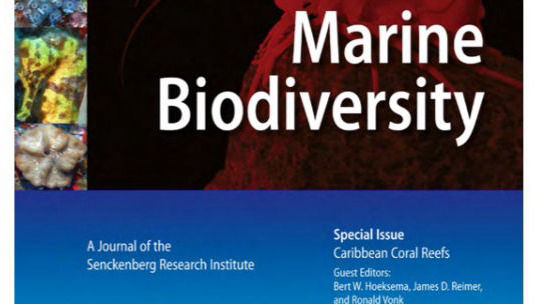 Marine
Biodiversity
A Journal of the
Senckenberg Research Institute
Special Issue
Caribbean Coral Reefs
Guest Editors:
Bert W. Hoeksema, James D. Reimer,
and Ronald Vonk